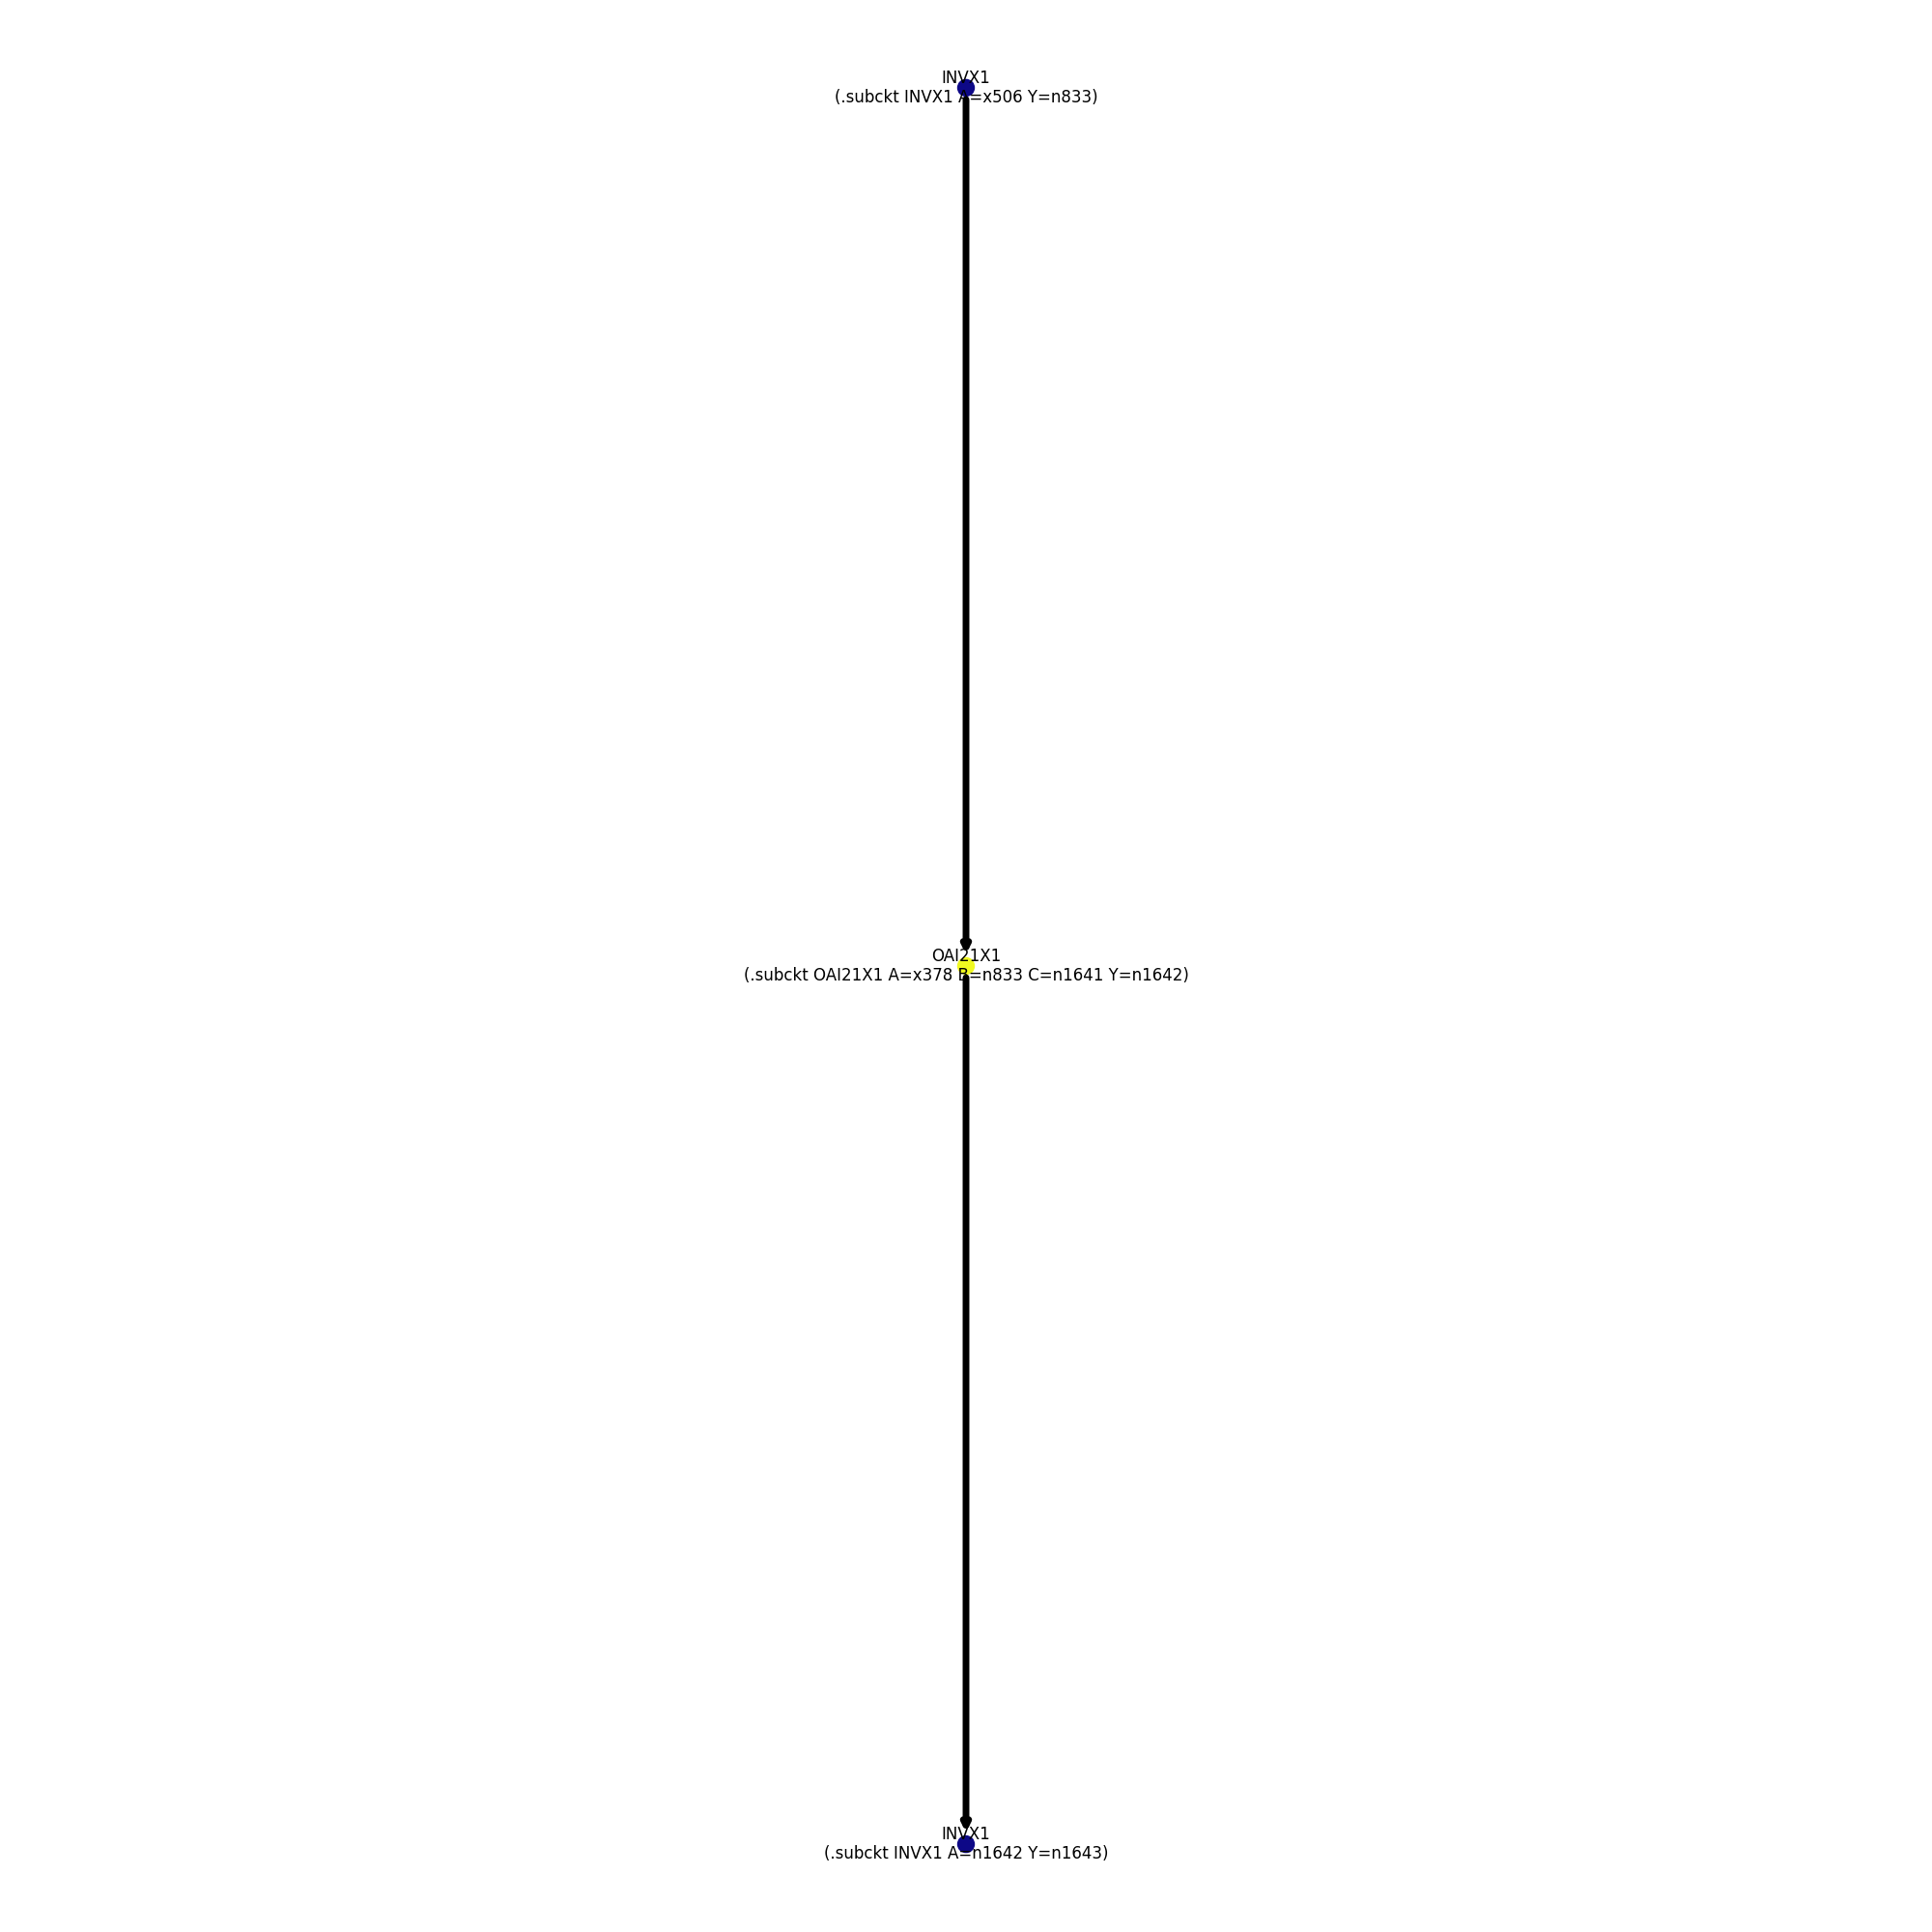 INVX1
(.subckt INVX1 A=x506 Y=n833)
OAI21X1
(.subckt OAI21X1 A=x378 B=n833 C=n1641 Y=n1642)
INVX1
(.subckt INVX1 A=n1642 Y=n1643)